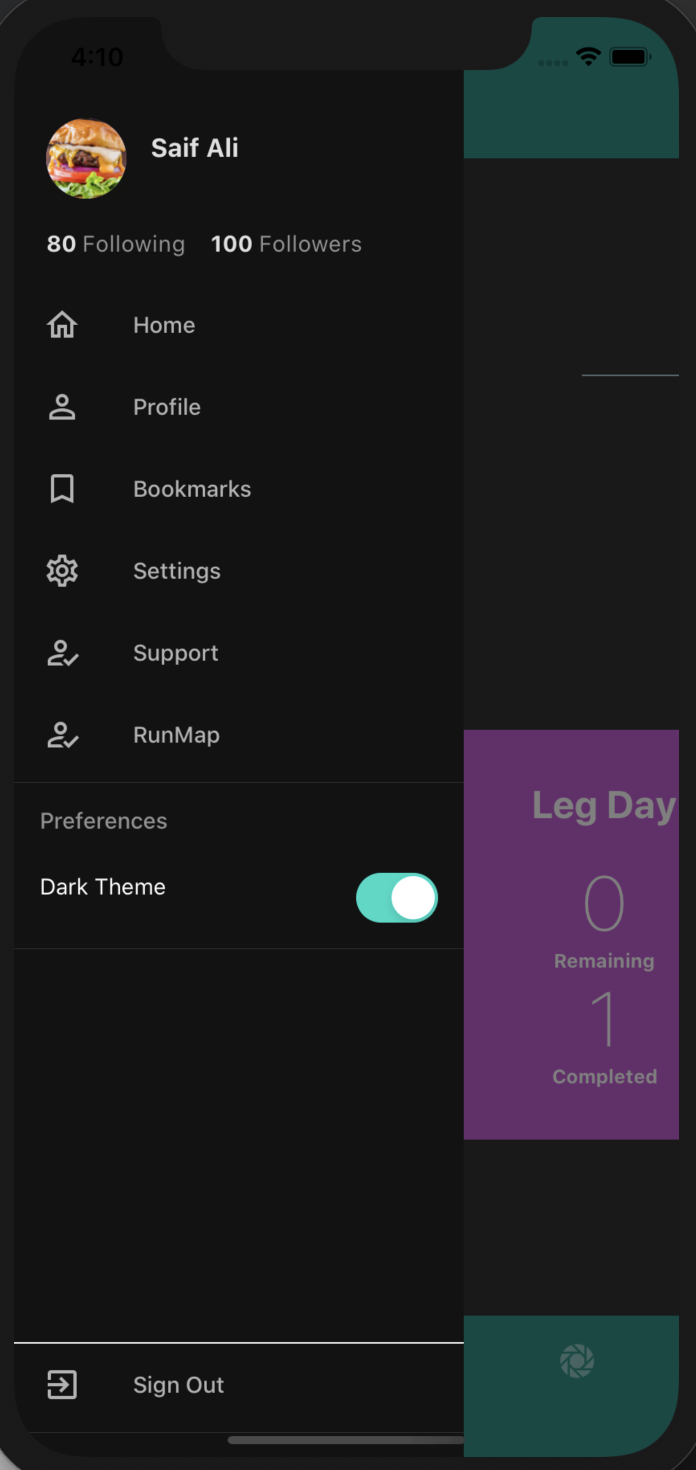 4:10
Saif Ali
80 Following 100 Followers
Home
Profile
Bookmarks
Settings
Support
RunMap
Preferences
Dark Theme
Leg Day
0
Remaining
1
Completed
Sign Out